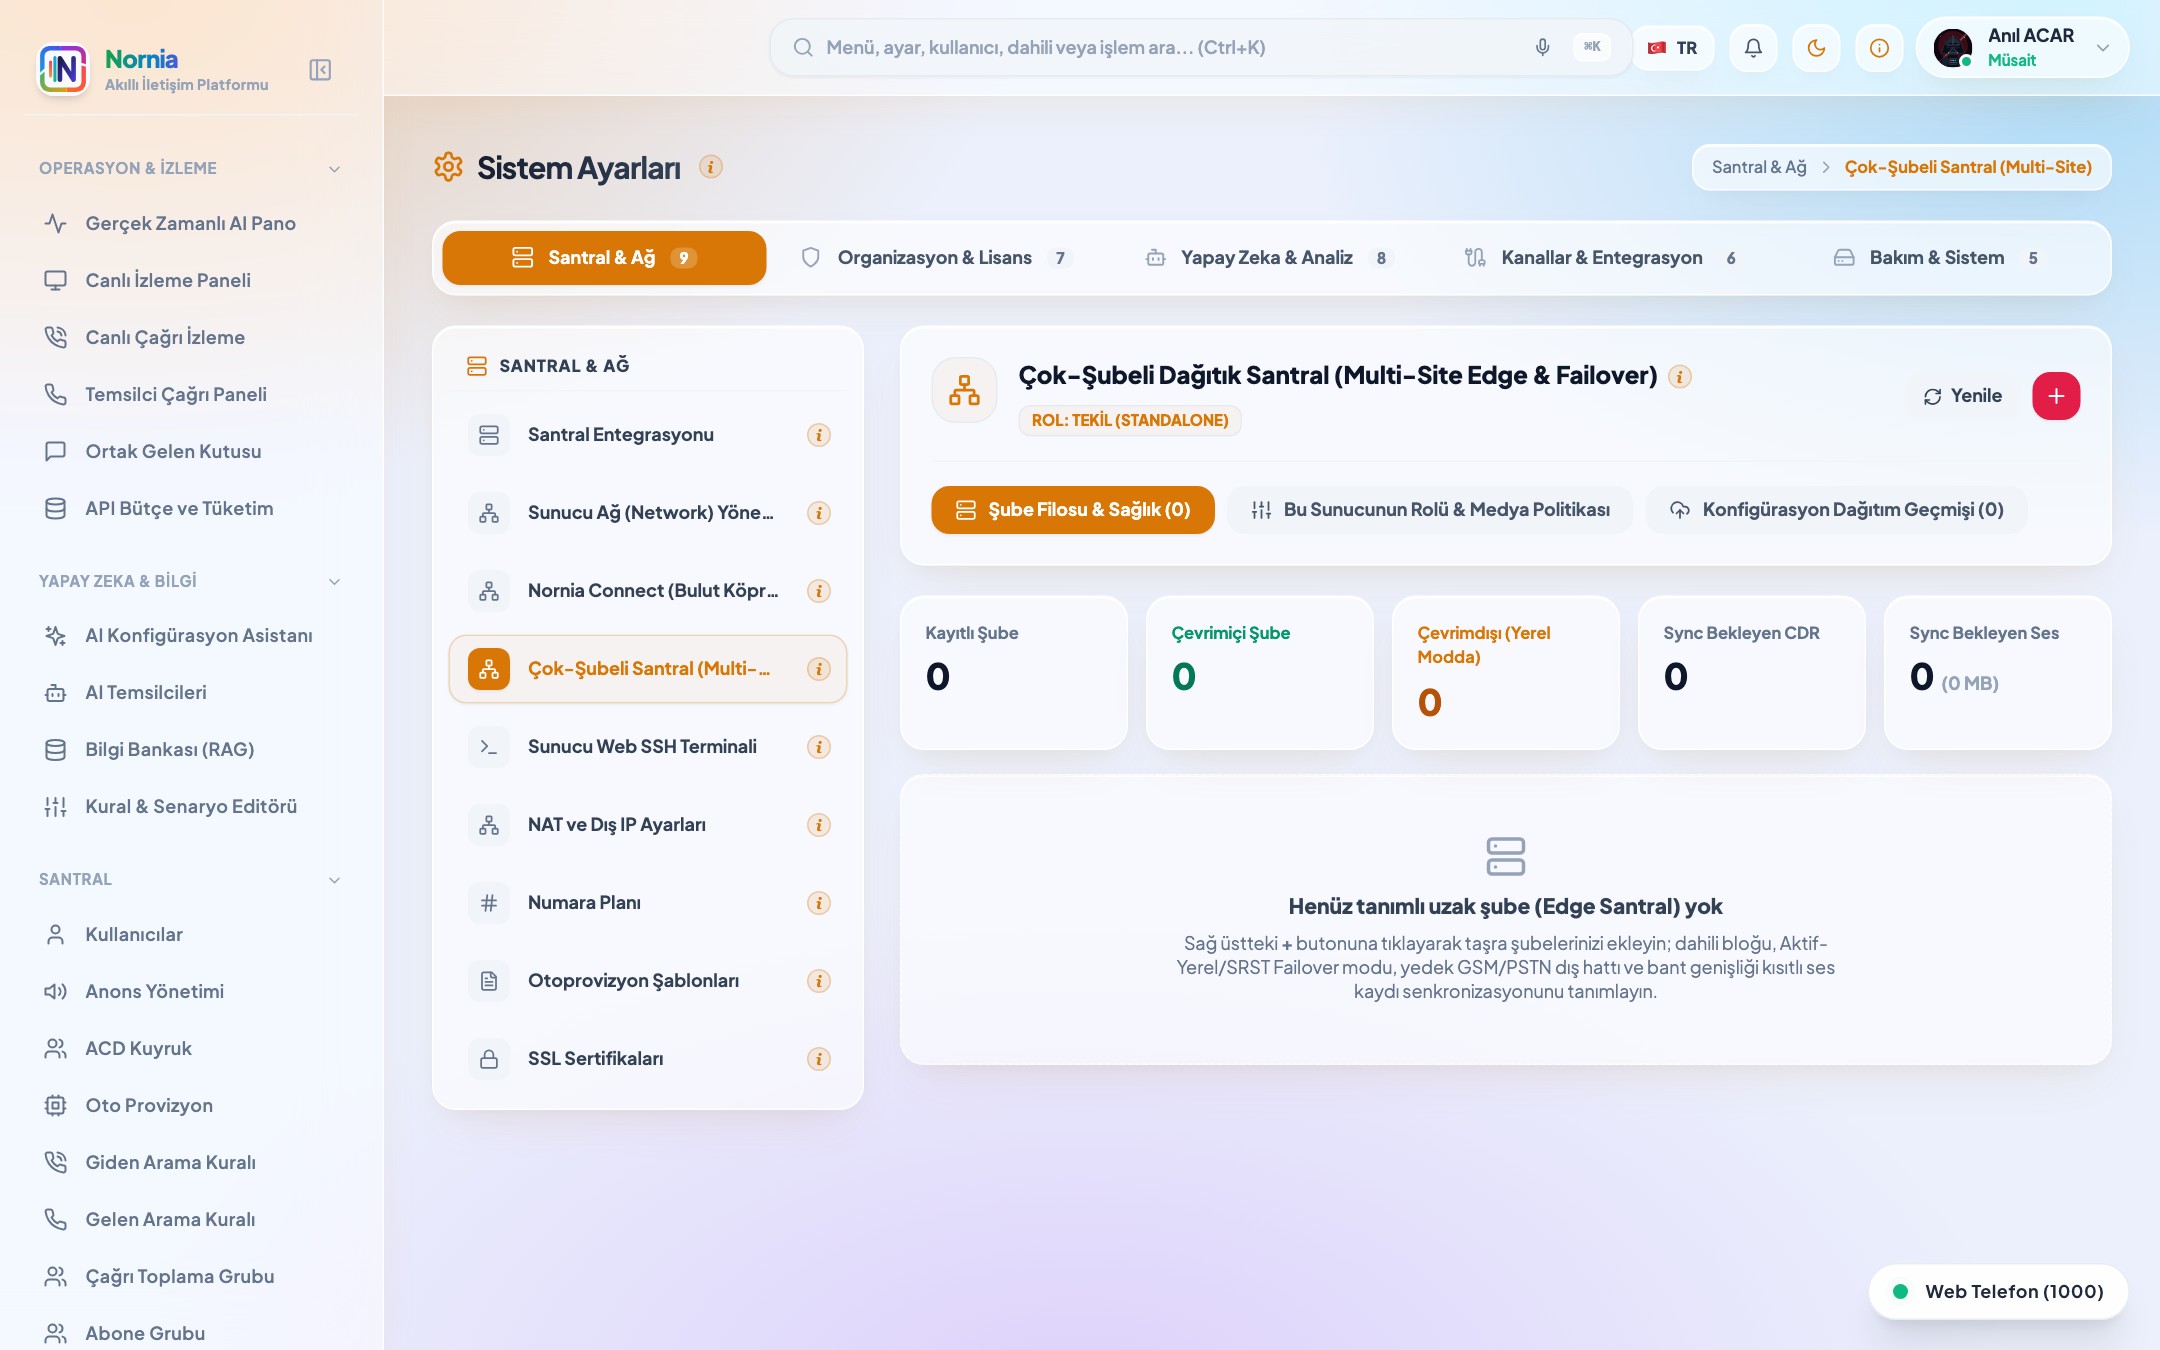 Nornia
Akıllı İletişim Platformu
Menü, ayar, kullanıcı, dahili veya işlem ara... (Ctrl+K)
⌘K
TR
Anıl ACAR
Müsait
OPERASYON & İZLEME
Gerçek Zamanlı AI Pano
Canlı İzleme Paneli
Canlı Çağrı İzleme
Temsilci Çağrı Paneli
Ortak Gelen Kutusu
API Bütçe ve Tüketim
YAPAY ZEKA & BİLGİ
AI Konfigürasyon Asistanı
AI Temsilcileri
Bilgi Bankası (RAG)
Kural & Senaryo Editörü
SANTRAL
Kullanıcılar
Anons Yönetimi
ACD Kuyruk
Oto Provizyon
Giden Arama Kuralı
Gelen Arama Kuralı
Çağrı Toplama Grubu
Abone Grubu
Sistem Ayarları
Santral & Ağ > Çok-Şubeli Santral (Multi-Site)
Santral & Ağ 9
Organizasyon & Lisans 7
Yapay Zeka & Analiz 8
Kanallar & Entegrasyon 6
Bakım & Sistem 5
SANTRAL & AĞ
Santral Entegrasyonu
Sunucu Ağ (Network) Yöne...
Nornia Connect (Bulut Köpr...
Çok-Şubeli Santral (Multi-...
Sunucu Web SSH Terminali
NAT ve Dış IP Ayarları
Numara Planı
Otoprovizyon Şablonları
SSL Sertifikaları
Çok-Şubeli Dağıtık Santral (Multi-Site Edge & Failover)
ROL: TEKİL (STANDALONE)
Yenile
+
Şube Filosu & Sağlık (0)
Bu Sunucunun Rolü & Medya Politikası
Konfigürasyon Dağıtım Geçmişi (0)
Kayıtlı Şube
0
Çevrimiçi Şube
0
Çevrimdışı (Yerel
Modda)
0
Sync Bekleyen CDR
0
Sync Bekleyen Ses
0 (0 MB)
Henüz tanımlı uzak şube (Edge Santral) yok
Sağ üstteki + butonuna tıklayarak taşra şubelerinizi ekleyin; dahili bloğu, Aktif-
Yerel/SRST Failover modu, yedek GSM/PSTN dış hattı ve bant genişliği kısıtlı ses
kaydı senkronizasyonunu tanımlayın.
Web Telefon (1000)